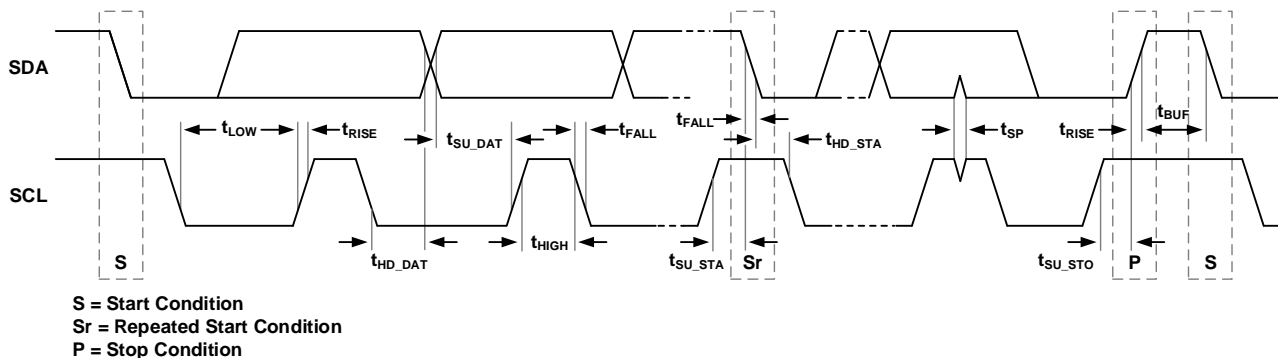 SDA
tLOW
tRISE
tSU_DAT
tFALL
tFALL
tHD_STA
tSP
tRISE
tBUF
SCL
tHD_DAT
tHIGH
tSU_STA
tSU_STO
S
Sr
P
S
S = Start Condition
Sr = Repeated Start Condition
P = Stop Condition